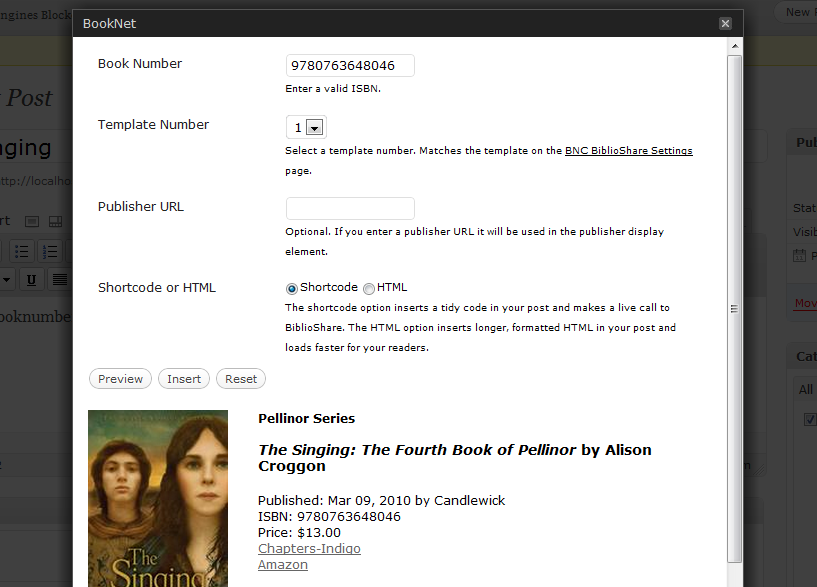 ngines Block
New
BookNet
Book Number
9780763648046
Enter a valid ISBN.
Post
Template Number
1
nging
Pub
Select a template number. Matches the template on the BNC BiblioShare Settings
page.
http://localho
Publisher URL
Stat
rt
Optional. If you enter a publisher URL it will be used in the publisher display
element.
Visib
U
Shortcode or HTML
Shortcode
HTML
Mov
The shortcode option inserts a tidy code in your post and makes a live call to
BiblioShare. The HTML option inserts longer, formatted HTML in your post and
loads faster for your readers.
ooknumbe
Cat
Preview
Insert
Reset
All
Pellinor Series
The Singing: The Fourth Book of Pellinor by Alison
Croggon
Published: Mar 09, 2010 by Candlewick
ISBN: 9780763648046
Price: $13.00
Chapters-Indigo
Amazon
The
Singing